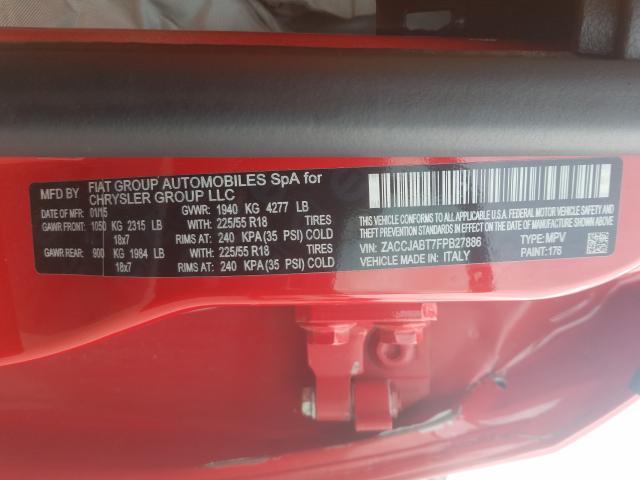 MFD BY
FIAT GROUP AUTOMOBILES SpA for
CHRYSLER GROUP LLC
DATE OF MFR: 01/15 GVWR: 1940 KG 4277 LB
GAWR FRONT: 1050 KG 2315 LB WITH: 225/55 R18 TIRES
18x7 RIMS AT: 240 KPA(35 PSI) COLD
GAWR REAR: 900 KG 1984 LB WITH: 225/55 R18 TIRES
18x7 RIMS AT: 240 KPA(35 PSI) COLD
THIS VEHICLE CONFORMS TO ALL APPLICABLE
U.S.A. FEDERAL MOTOR VEHICLE SAFETY, BUMPER AND
THEFT PREVENTION STANDARDS IN EFFECT
ON THE DATE OF MANUFACTURE SHOWN ABOVE.
VIN: ZACCJABT7FPB27886 TYPE: MPV
VEHICLE MADE IN: ITALY PAINT: 176